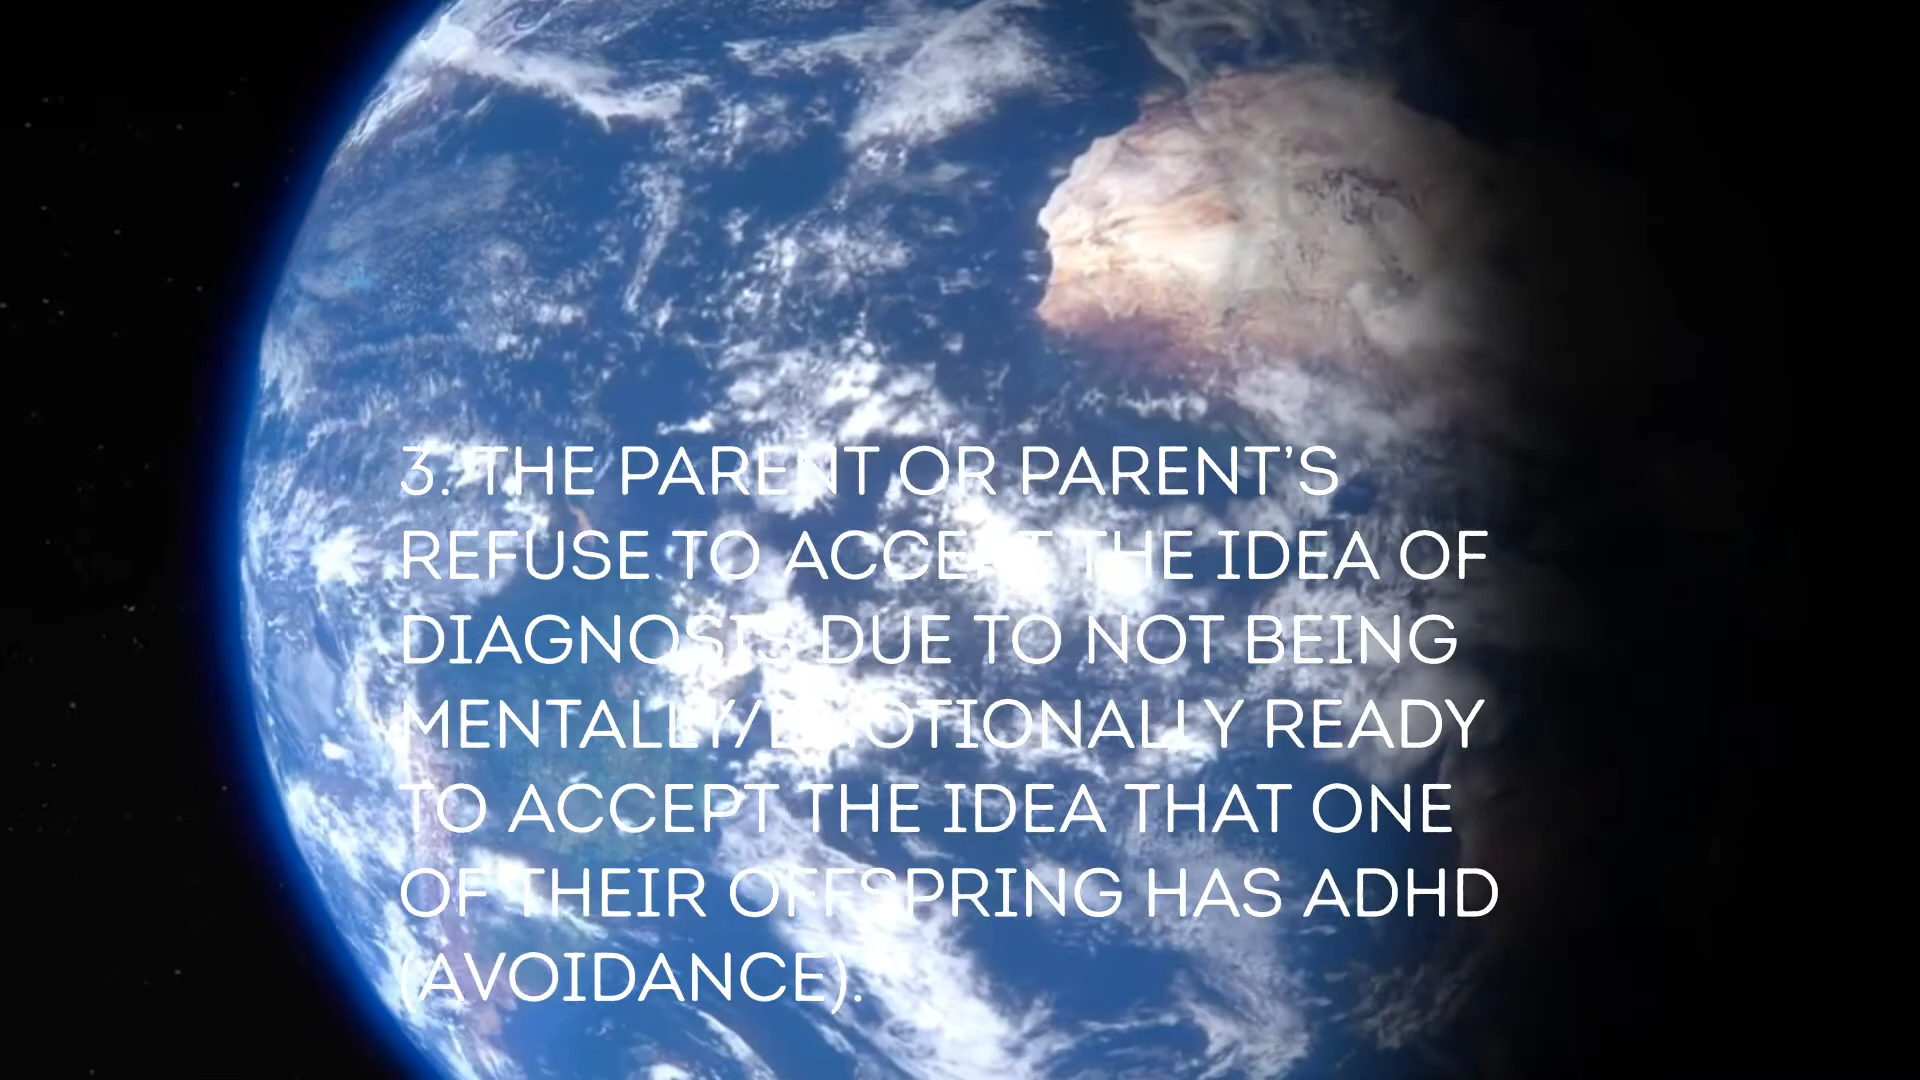 3. THE PARENT OR PARENT’S
REFUSE TO ACCEPT THE IDEA OF
DIAGNOSIS DUE TO NOT BEING
MENTALLY/EMOTIONALLY READY
TO ACCEPT THE IDEA THAT ONE
OF THEIR OFFSPRING HAS ADHD
(AVOIDANCE).